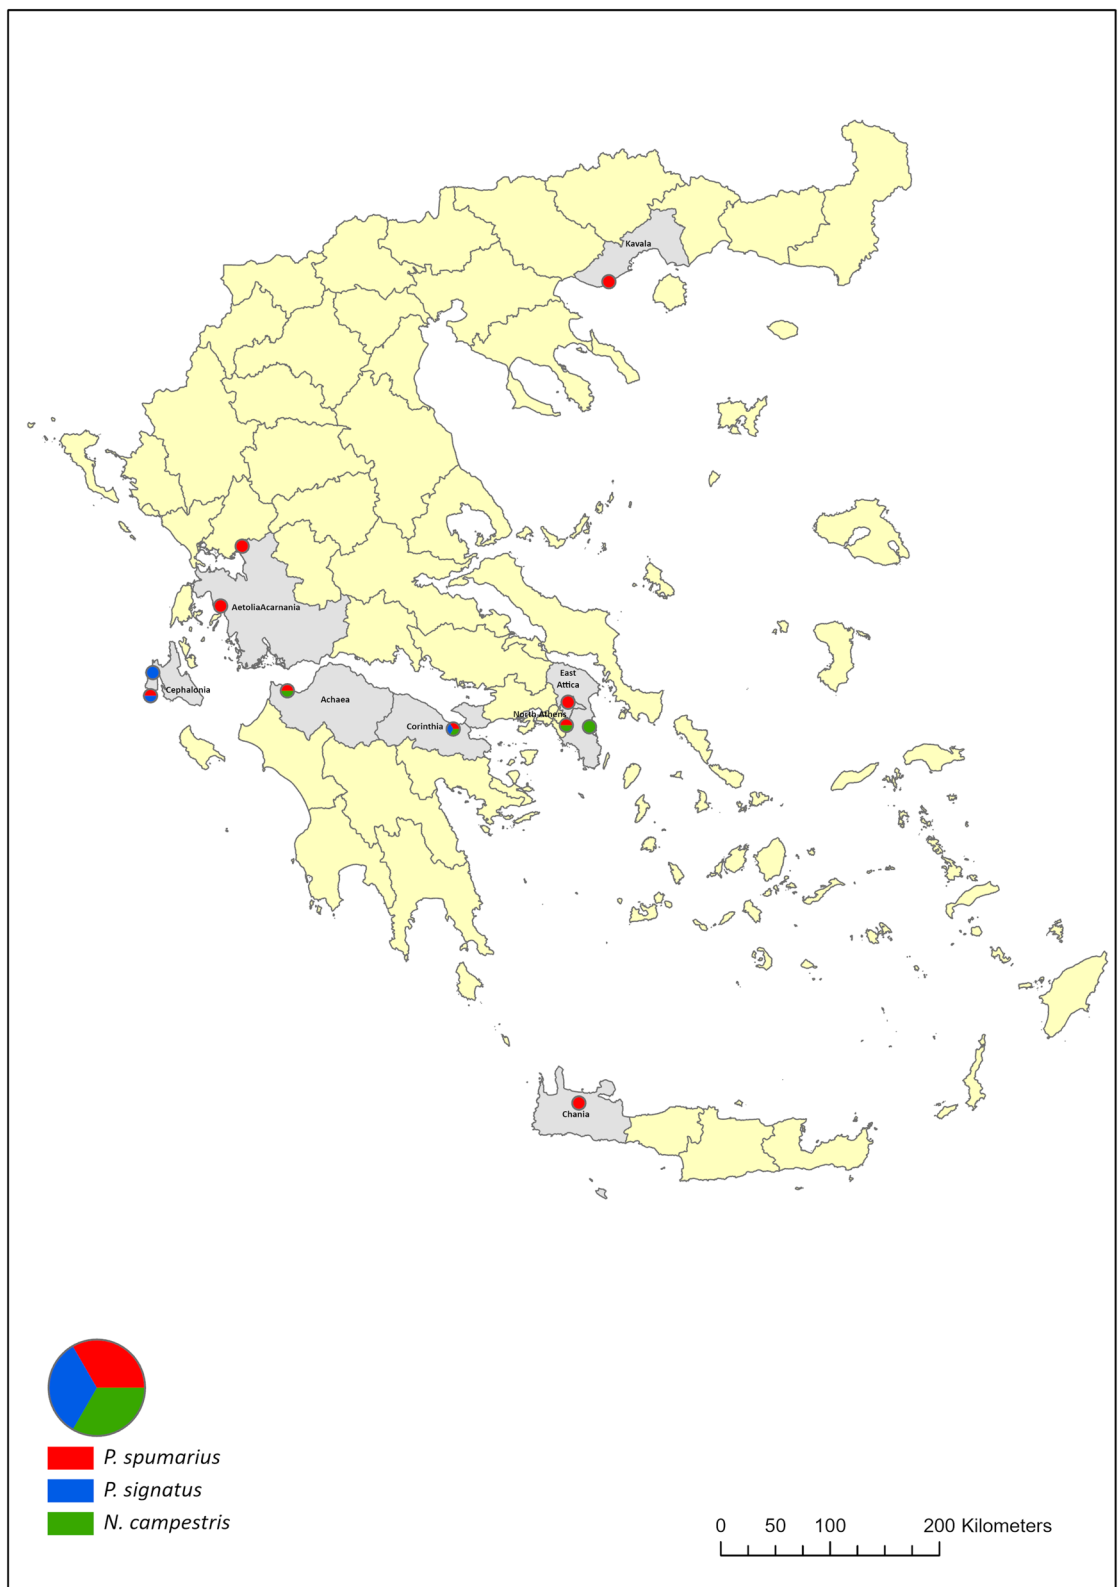 Kavala
AetoliaAcarnania
Cephalonia
Achaea
Corinthia
East
Attica
North Athens
Chania
P. spumarius
P. signatus
N. campestris
0 50 100 200 Kilometers